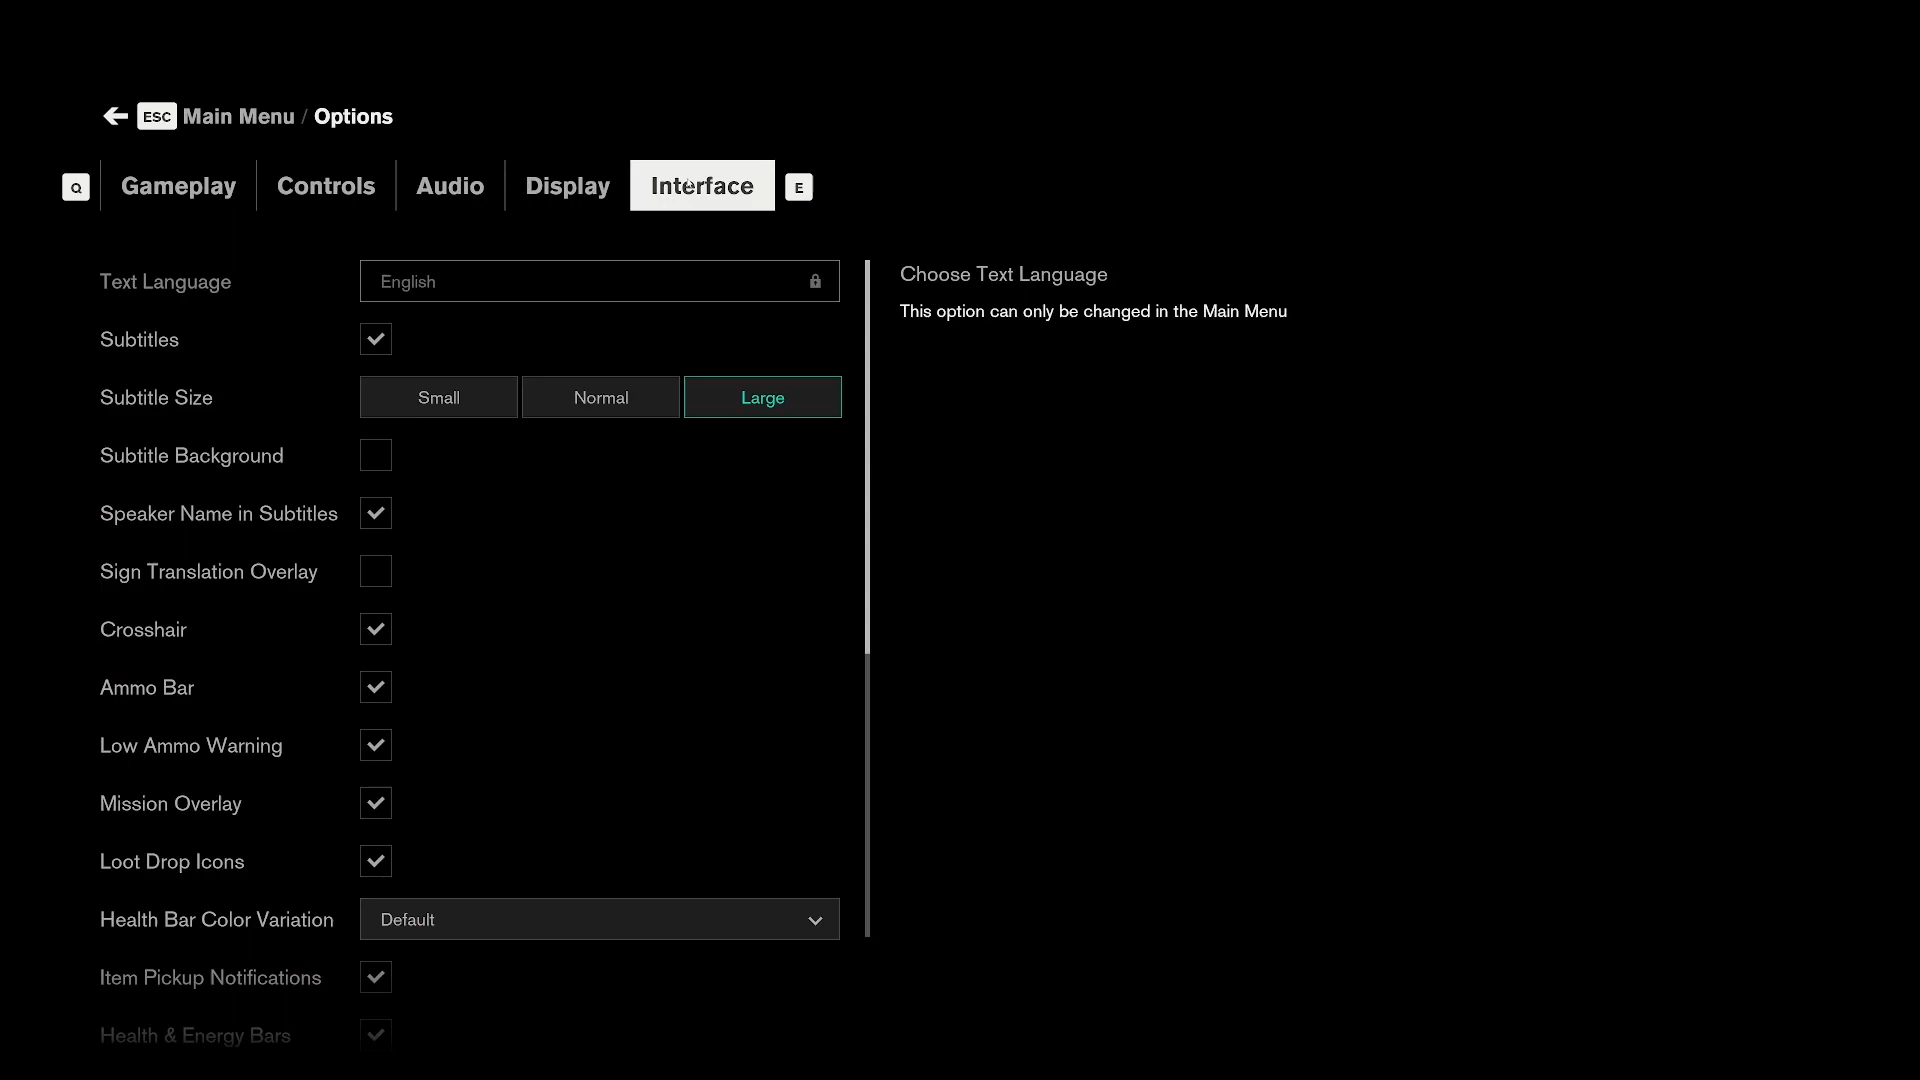 ESC Main Menu / Options
Q Gameplay Controls Audio Display Interface E
Text Language English
Choose Text Language
This option can only be changed in the Main Menu
Subtitles
Subtitle Size Small Normal Large
Subtitle Background
Speaker Name in Subtitles
Sign Translation Overlay
Crosshair
Ammo Bar
Low Ammo Warning
Mission Overlay
Loot Drop Icons
Health Bar Color Variation Default
Item Pickup Notifications
Health & Energy Bars